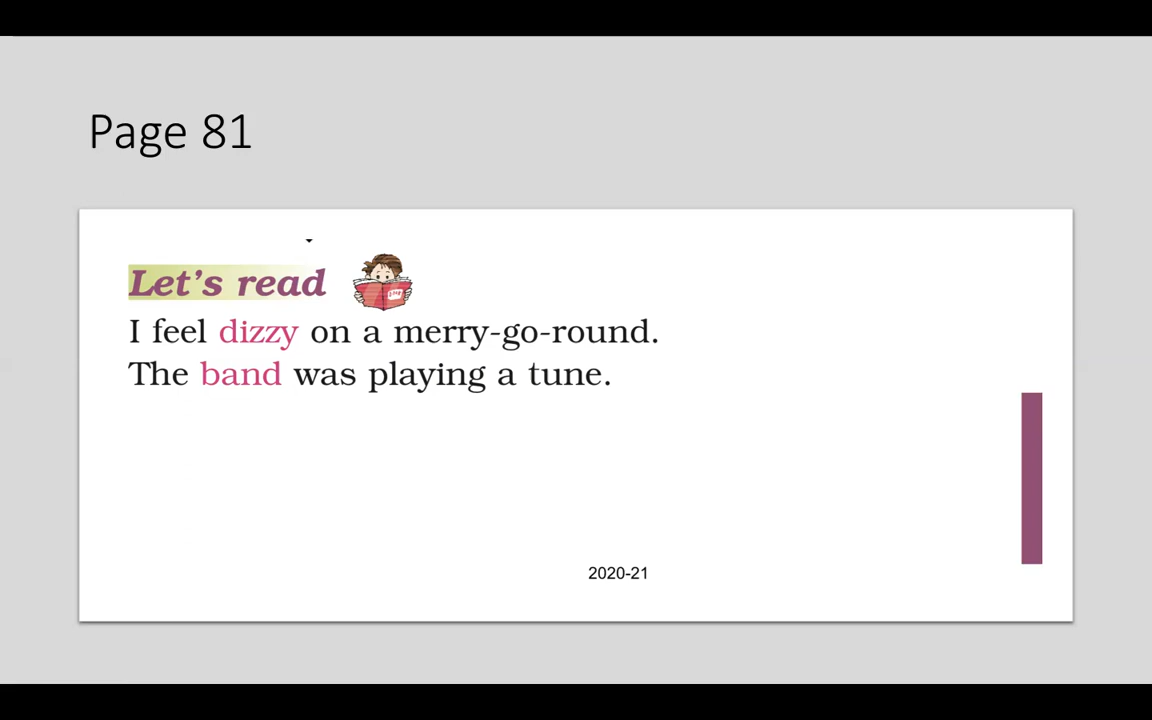 Page 81
Let's read
I feel dizzy on a merry-go-round.
The band was playing a tune.
2020-21